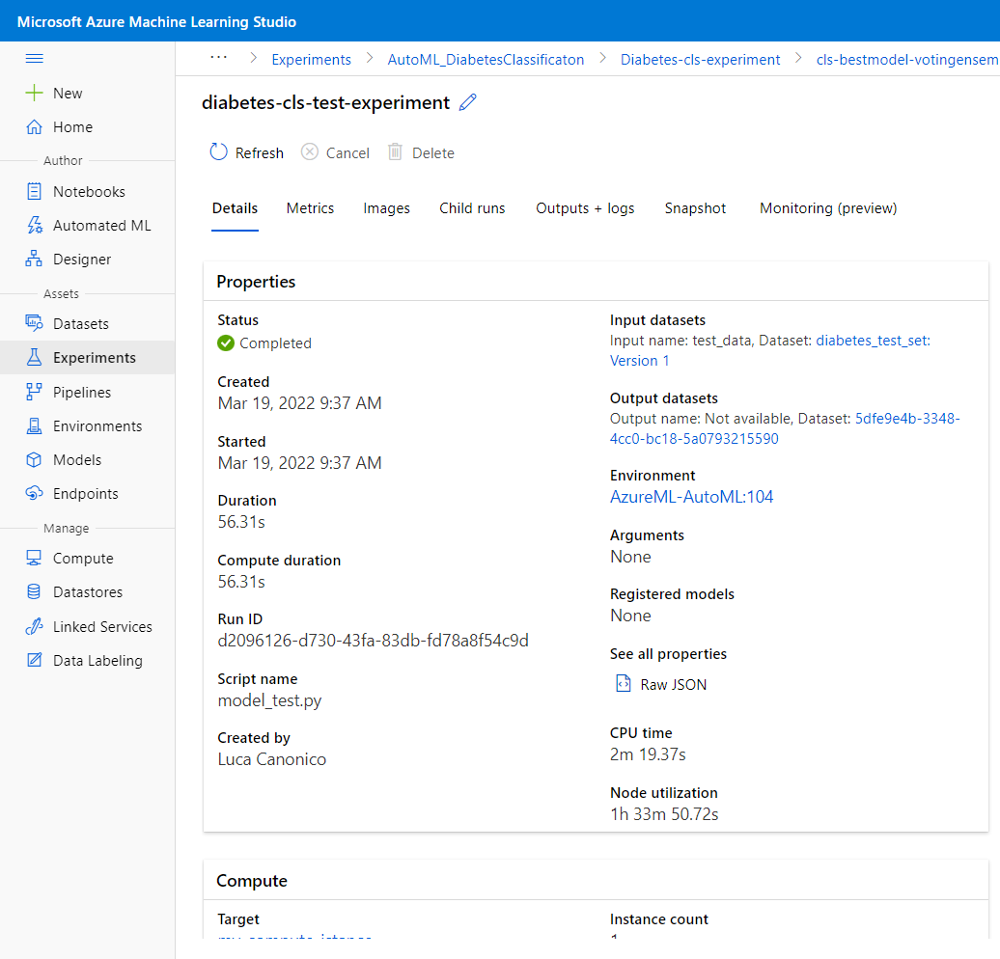 Microsoft Azure Machine Learning Studio
··· > Experiments > AutoML_DiabetesClassificaton > Diabetes-cls-experiment > cls-bestmodel-votingensem
New
Home
Author
Notebooks
Automated ML
Designer
Assets
Datasets
Experiments
Pipelines
Environments
Models
Endpoints
Manage
Compute
Datastores
Linked Services
Data Labeling
diabetes-cls-test-experiment
Refresh Cancel Delete
Details Metrics Images Child runs Outputs + logs Snapshot Monitoring (preview)
Properties
Status
Completed
Created
Mar 19, 2022 9:37 AM
Started
Mar 19, 2022 9:37 AM
Duration
56.31s
Compute duration
56.31s
Run ID
d2096126-d730-43fa-83db-fd78a8f54c9d
Script name
model_test.py
Created by
Luca Canonico
Input datasets
Input name: test_data, Dataset: diabetes_test_set:
Version 1
Output datasets
Output name: Not available, Dataset: 5dfe9e4b-3348-
4cc0-bc18-5a0793215590
Environment
AzureML-AutoML:104
Arguments
None
Registered models
None
See all properties
Raw JSON
CPU time
2m 19.37s
Node utilization
1h 33m 50.72s
Compute
Target
Instance count